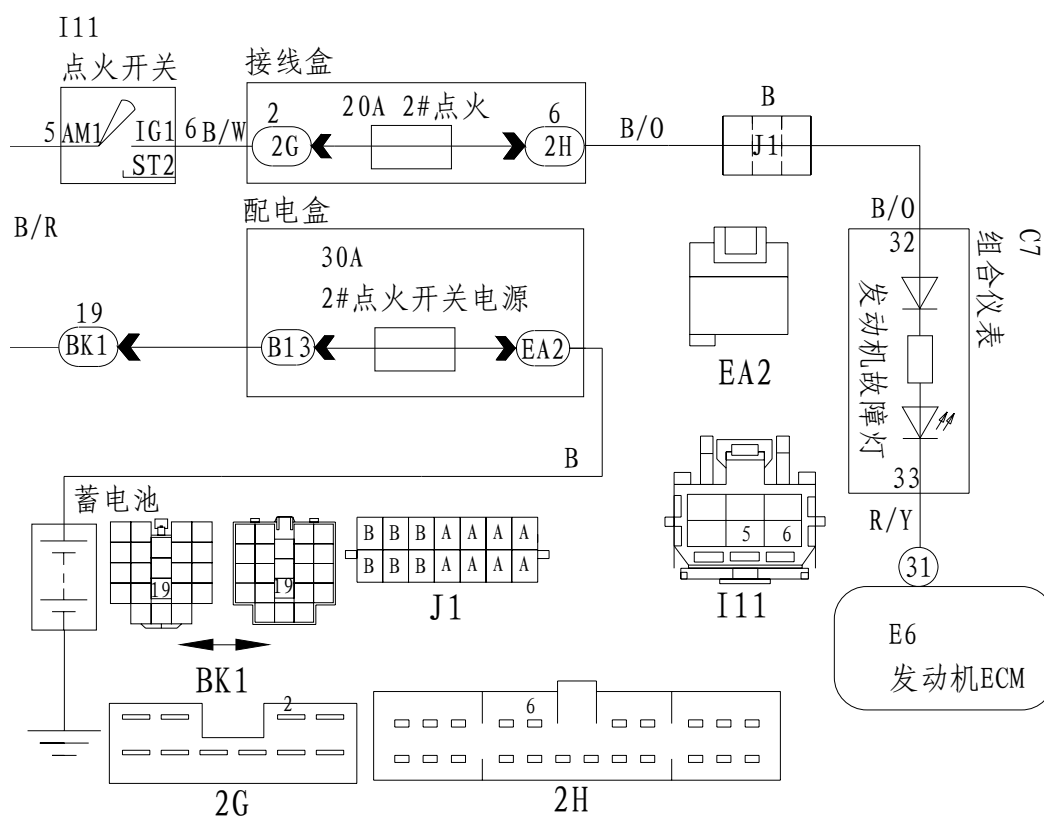 I11
点火开关
5 AM1 IG1 6 B/W
ST2
接线盒
2 20A 2#点火 6
2G 2H
B/O
B
J1
B/R
配电盒
30A
2#点火开关电源
19
BK1 B13 EA2
B
EA2
B/O
32
C7
组合仪表
发动机故障灯
33
R/Y
31
E6
发动机ECM
蓄电池
19
19
BK1
B B B A A A A
B B B A A A A
J1
5 6
I11
2
2G
6
2H